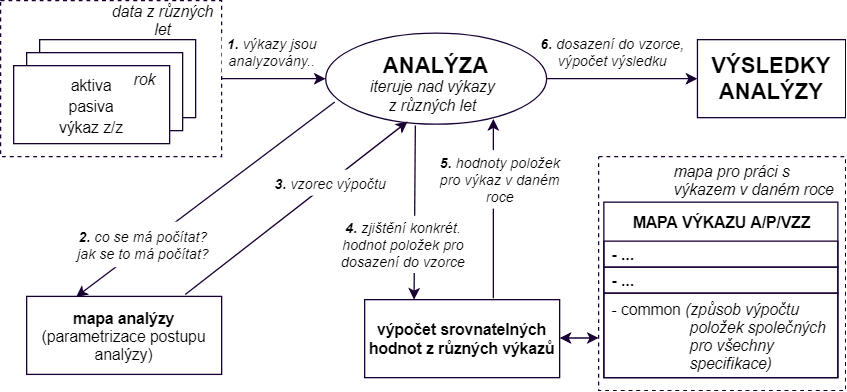 data z různých
let
rok
aktiva
pasiva
výkaz z/z
1. výkazy jsou
analyzovány..
ANALÝZA
iteruje nad výkazy
z různých let
6. dosazení do vzorce,
výpočet výsledku
VÝSLEDKY
ANALÝZY
2. co se má počítat?
jak se to má počítat?
3. vzorec výpočtu
4. zjištění konkrét.
hodnot položek pro
dosazení do vzorce
5. hodnoty položek
pro výkaz v daném
roce
mapa analýzy
(parametrizace postupu
analýzy)
výpočet srovnatelných
hodnot z různých výkazů
mapa pro práci s
výkazem v daném roce
MAPA VÝKAZU A/P/VZZ
- ...
- ...
- common (způsob výpočtu
položek společných
pro všechny
specifikace)